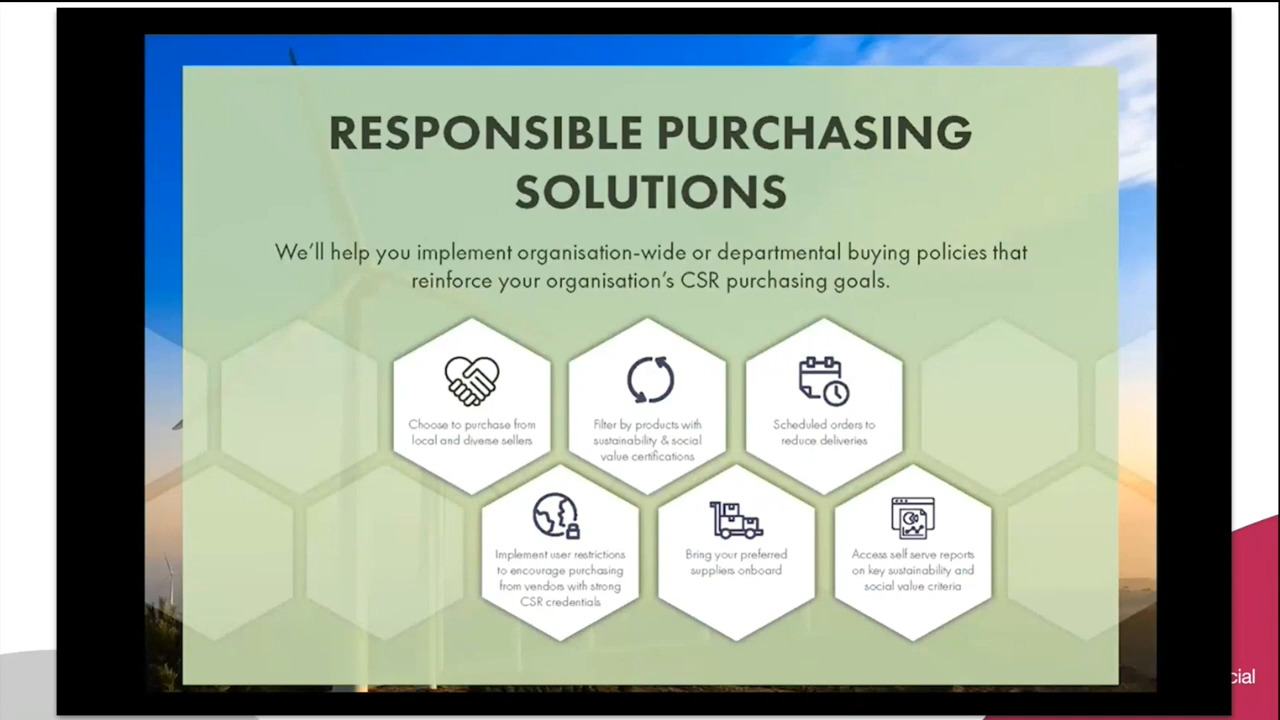 RESPONSIBLE PURCHASING
SOLUTIONS
We'll help you implement organisation-wide or departmental buying policies that
reinforce your organisation's CSR purchasing goals.
Choose to purchase from
local and diverse sellers
Filter by products with
sustainability & social
value certifications
Scheduled orders to
reduce deliveries
Implement user restrictions
to encourage purchasing
from vendors with strong
CSR credentials
Bring your preferred
suppliers onboard
Access self serve reports
on key sustainability and
social value criteria
cial